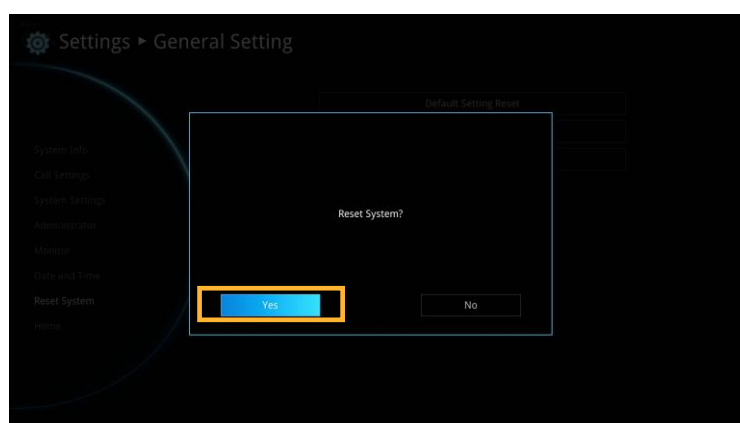 Settings ► General Setting
Default Setting Reset
System Info
Call Settings
System Settings
Administrator
Monitor
Date and Time
Reset System
Home
Reset System?
Yes
No